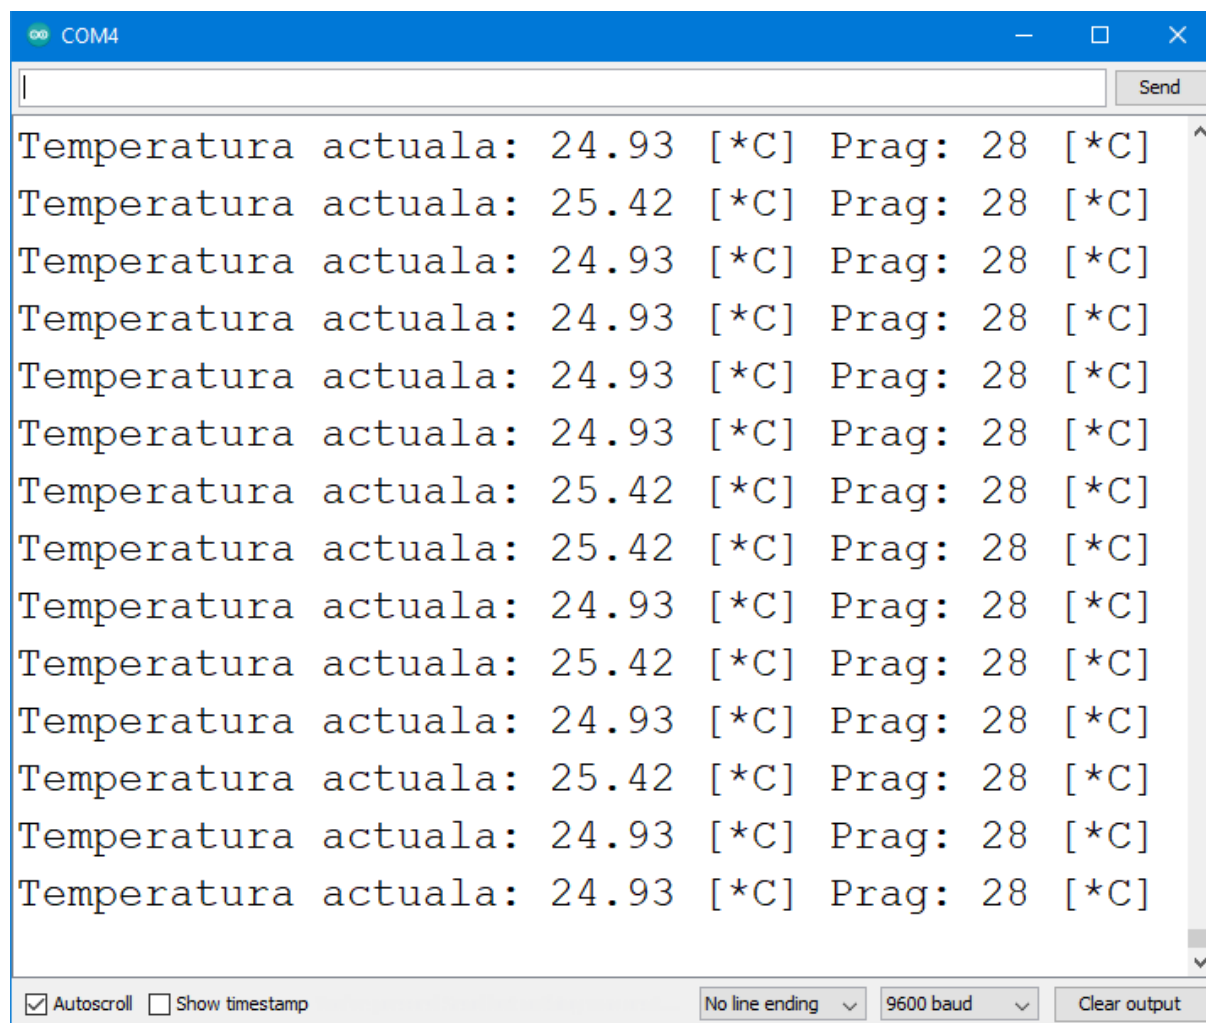 COM4
Send
Temperatura actuala: 24.93 [*C] Prag: 28 [*C]
Temperatura actuala: 25.42 [*C] Prag: 28 [*C]
Temperatura actuala: 24.93 [*C] Prag: 28 [*C]
Temperatura actuala: 24.93 [*C] Prag: 28 [*C]
Temperatura actuala: 24.93 [*C] Prag: 28 [*C]
Temperatura actuala: 24.93 [*C] Prag: 28 [*C]
Temperatura actuala: 25.42 [*C] Prag: 28 [*C]
Temperatura actuala: 25.42 [*C] Prag: 28 [*C]
Temperatura actuala: 24.93 [*C] Prag: 28 [*C]
Temperatura actuala: 25.42 [*C] Prag: 28 [*C]
Temperatura actuala: 24.93 [*C] Prag: 28 [*C]
Temperatura actuala: 25.42 [*C] Prag: 28 [*C]
Temperatura actuala: 24.93 [*C] Prag: 28 [*C]
Temperatura actuala: 24.93 [*C] Prag: 28 [*C]
Autoscroll Show timestamp No line ending 9600 baud Clear output